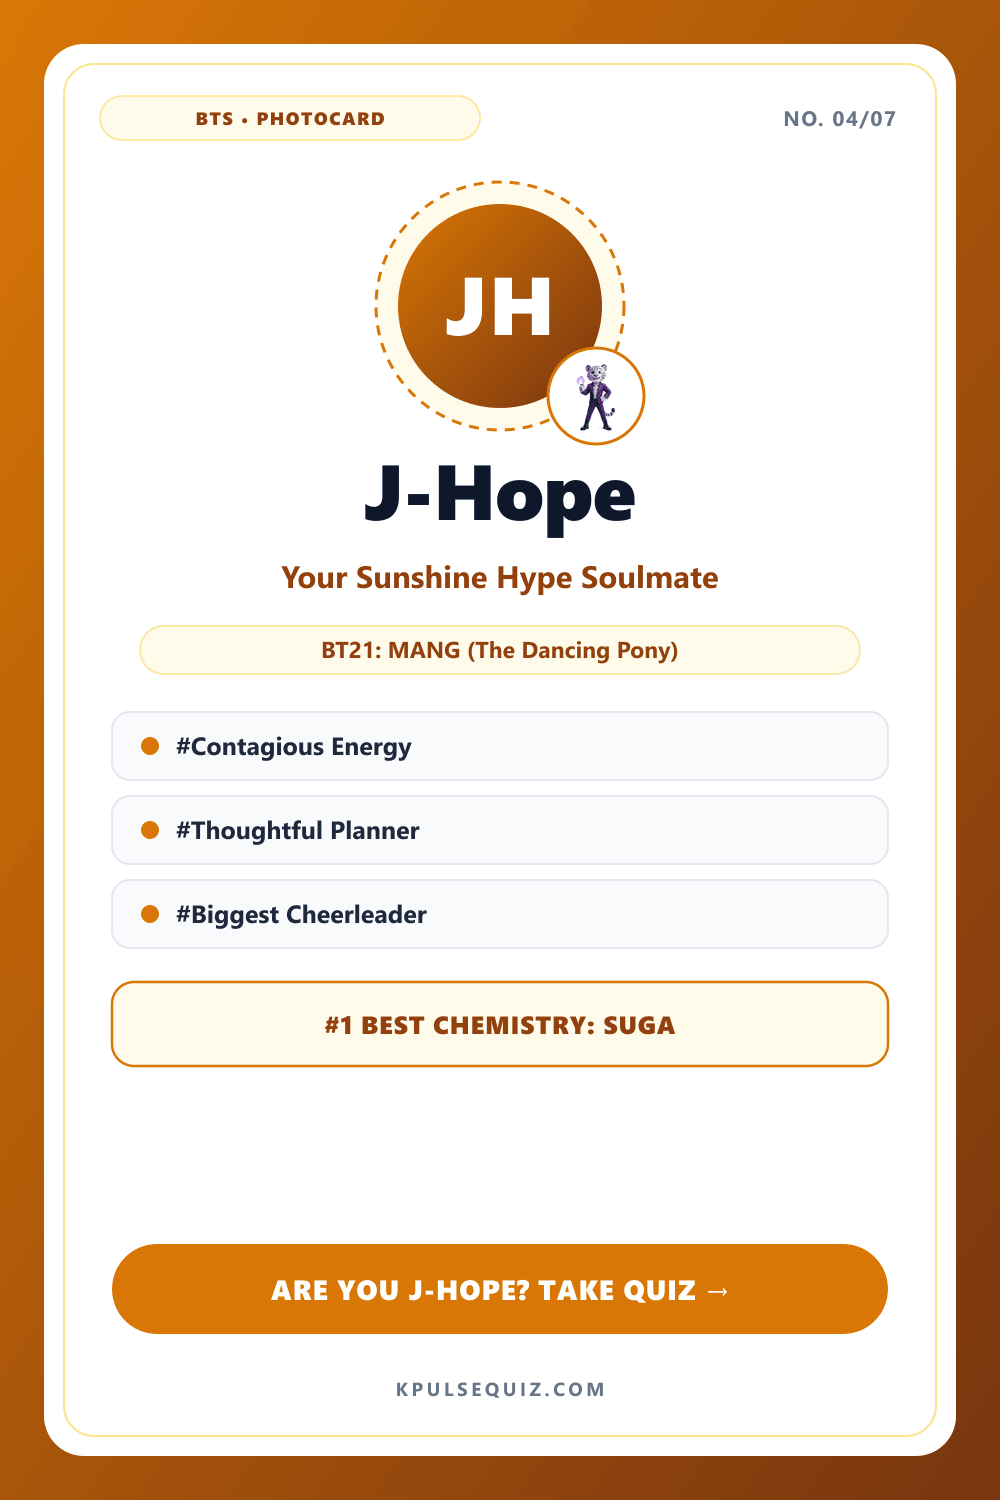 BTS • PHOTOCARD
NO. 04/07
JH
J-Hope
Your Sunshine Hype Soulmate
BT21: MANG (The Dancing Pony)
#Contagious Energy
#Thoughtful Planner
#Biggest Cheerleader
#1 BEST CHEMISTRY: SUGA
ARE YOU J-HOPE? TAKE QUIZ →
KPULSEQUIZ.COM